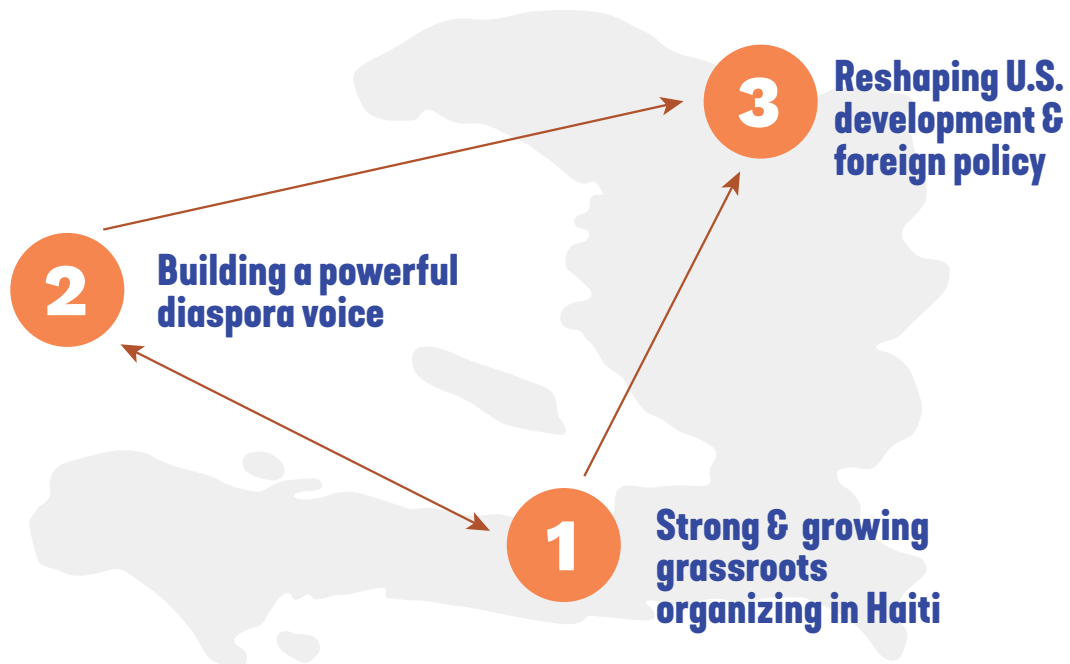 3
Reshaping U.S.
development &
foreign policy
2
Building a powerful
diaspora voice
1
Strong & growing
grassroots
organizing in Haiti